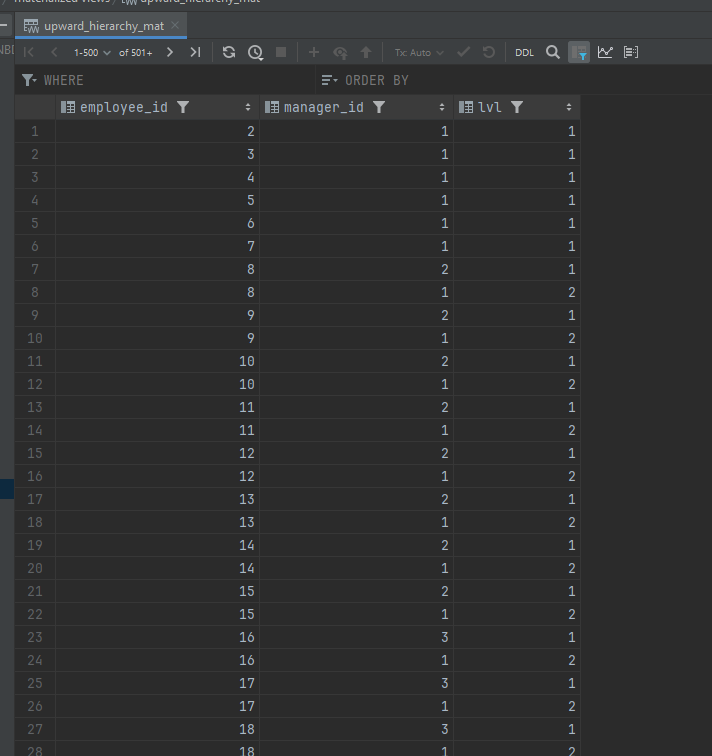 materialized views / upward_hierarchy_mat
upward_hierarchy_mat
1-500 of 501+ Tx: Auto DDL
WHERE ORDER BY
employee_id manager_id lvl
1 2 1 1
2 3 1 1
3 4 1 1
4 5 1 1
5 6 1 1
6 7 1 1
7 8 2 1
8 8 1 2
9 9 2 1
10 9 1 2
11 10 2 1
12 10 1 2
13 11 2 1
14 11 1 2
15 12 2 1
16 12 1 2
17 13 2 1
18 13 1 2
19 14 2 1
20 14 1 2
21 15 2 1
22 15 1 2
23 16 3 1
24 16 1 2
25 17 3 1
26 17 1 2
27 18 3 1
28 18 1 2